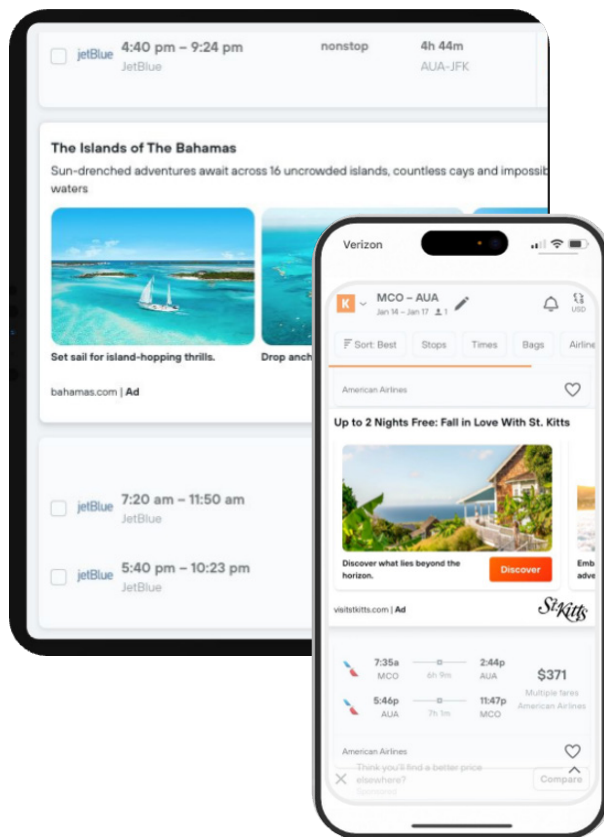 jetBlue 4:40 pm – 9:24 pm nonstop 4h 44m
JetBlue AUA-JFK
The Islands of The Bahamas
Sun-drenched adventures await across 16 uncrowded islands, countless cays and impossib
waters
Set sail for island-hopping thrills. Drop anch
bahamas.com | Ad
jetBlue 7:20 am – 11:50 am
JetBlue
jetBlue 5:40 pm – 10:23 pm
JetBlue
Verizon
K MCO – AUA
Jan 14 – Jan 17 1 USD
Sort: Best Stops Times Bags Airline
American Airlines
Up to 2 Nights Free: Fall in Love With St. Kitts
Discover what lies beyond the Discover Emb
horizon. adve
visitstkitts.com | Ad St. Kitts
7:35a 2:44p
MCO 6h 9m AUA $371
Multiple fares
5:46p 11:47p American Airlines
AUA 7h 1m MCO
American Airlines
Think you'll find a better price
elsewhere? Compare
Sponsored